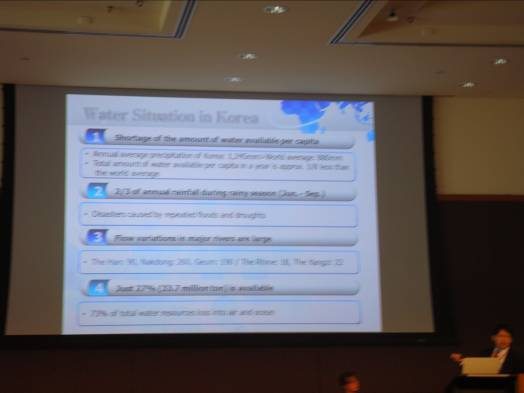 Water Situation in Korea
1 Shortage of the amount of water available per capita
• Annual average precipitation of Korea: 1,245mm > World average: 880mm
• Total amount of water available per capita in a year is approx. 1/8 less than
the world average
2 2/3 of annual rainfall during rainy season (Jun. - Sep.)
• Disasters caused by repeated floods and droughts
3 Flow variations in major rivers are large
• The Han: Nakdong: 260, Geum: / The Rhine: 18, The Yangzi: 22
4 Just 27% (33.7 million ton) is available
• 73% of total water resources loss into air and ocean